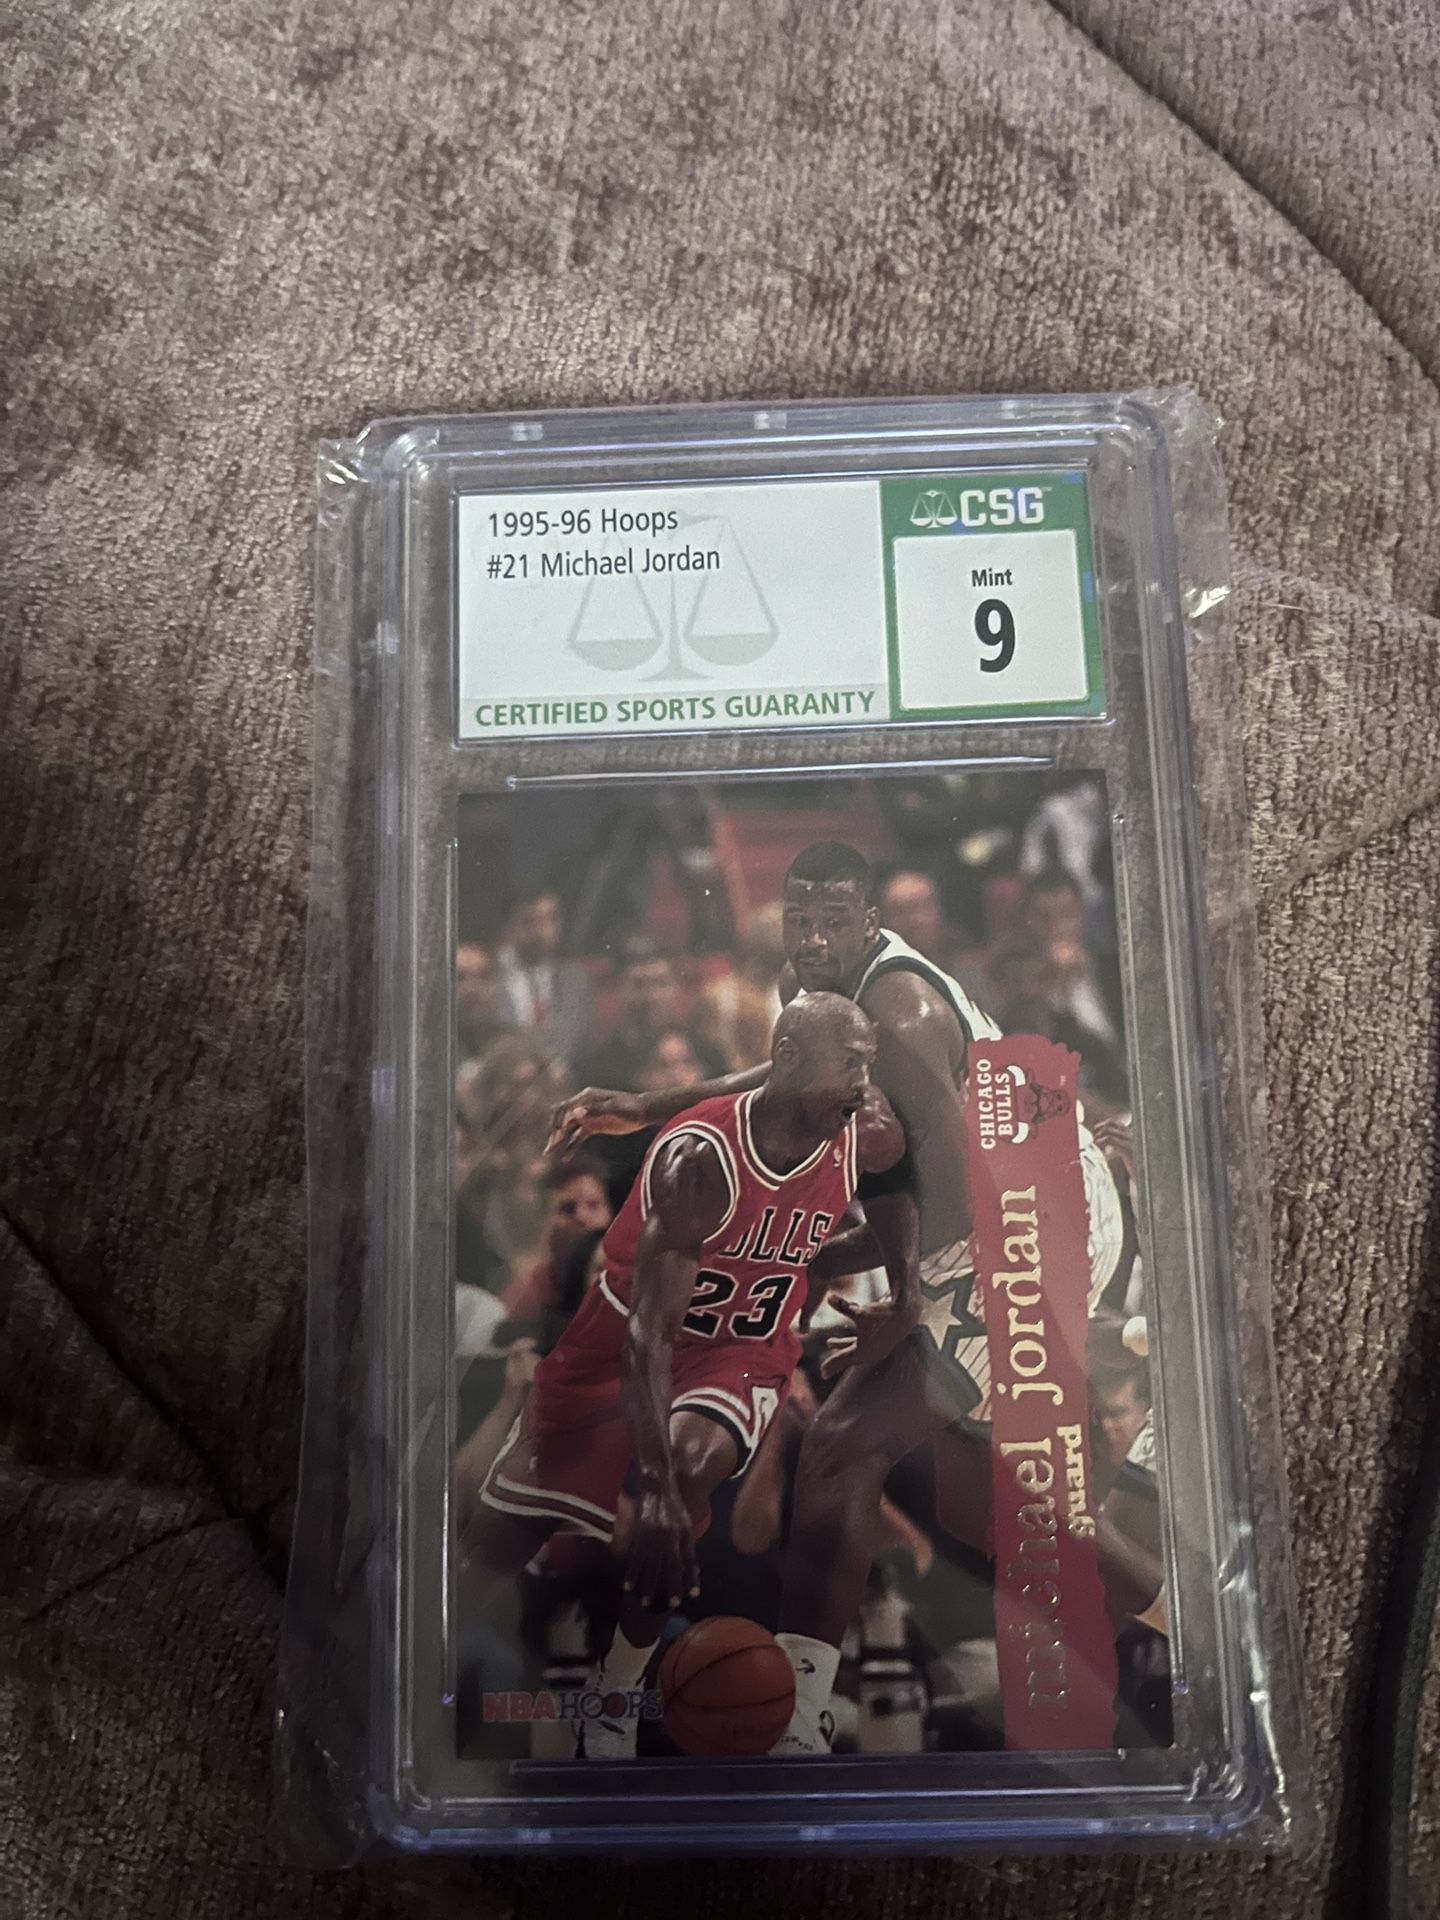 1995-96 Hoops
#21 Michael Jordan
CERTIFIED SPORTS GUARANTY
CSG
Mint
9
CHICAGO
BULLS
michael jordan
guard
23
NBA HOOPS